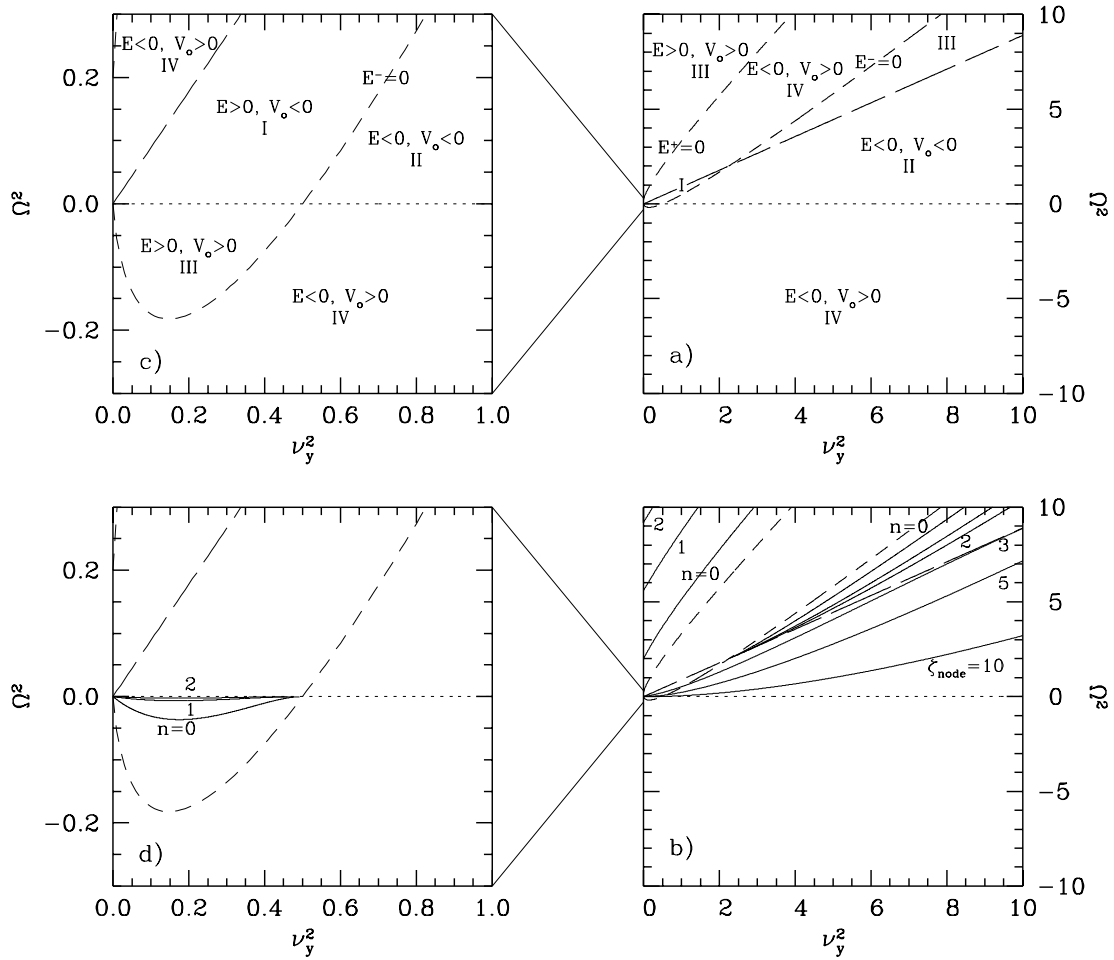 E<0, V₀>0
IV
E⁻=0
E>0, V₀<0
I
E<0, V₀<0
II
E>0, V₀>0
III
E<0, V₀>0
IV
c)
0.2
0.0
−0.2
Ω²
0.0 0.2 0.4 0.6 0.8 1.0
ν_y²
E>0, V₀>0
III
E<0, V₀>0
IV
E⁻=0
III
E⁺=0
I
E<0, V₀<0
II
E<0, V₀>0
IV
a)
10
5
0
−5
−10
Ω²
0 2 4 6 8 10
ν_y²
2
1
n=0
d)
0.2
0.0
−0.2
Ω²
0.0 0.2 0.4 0.6 0.8 1.0
ν_y²
2
1
n=0
n=0
2
3
5
ζ_node=10
b)
10
5
0
−5
−10
Ω²
0 2 4 6 8 10
ν_y²